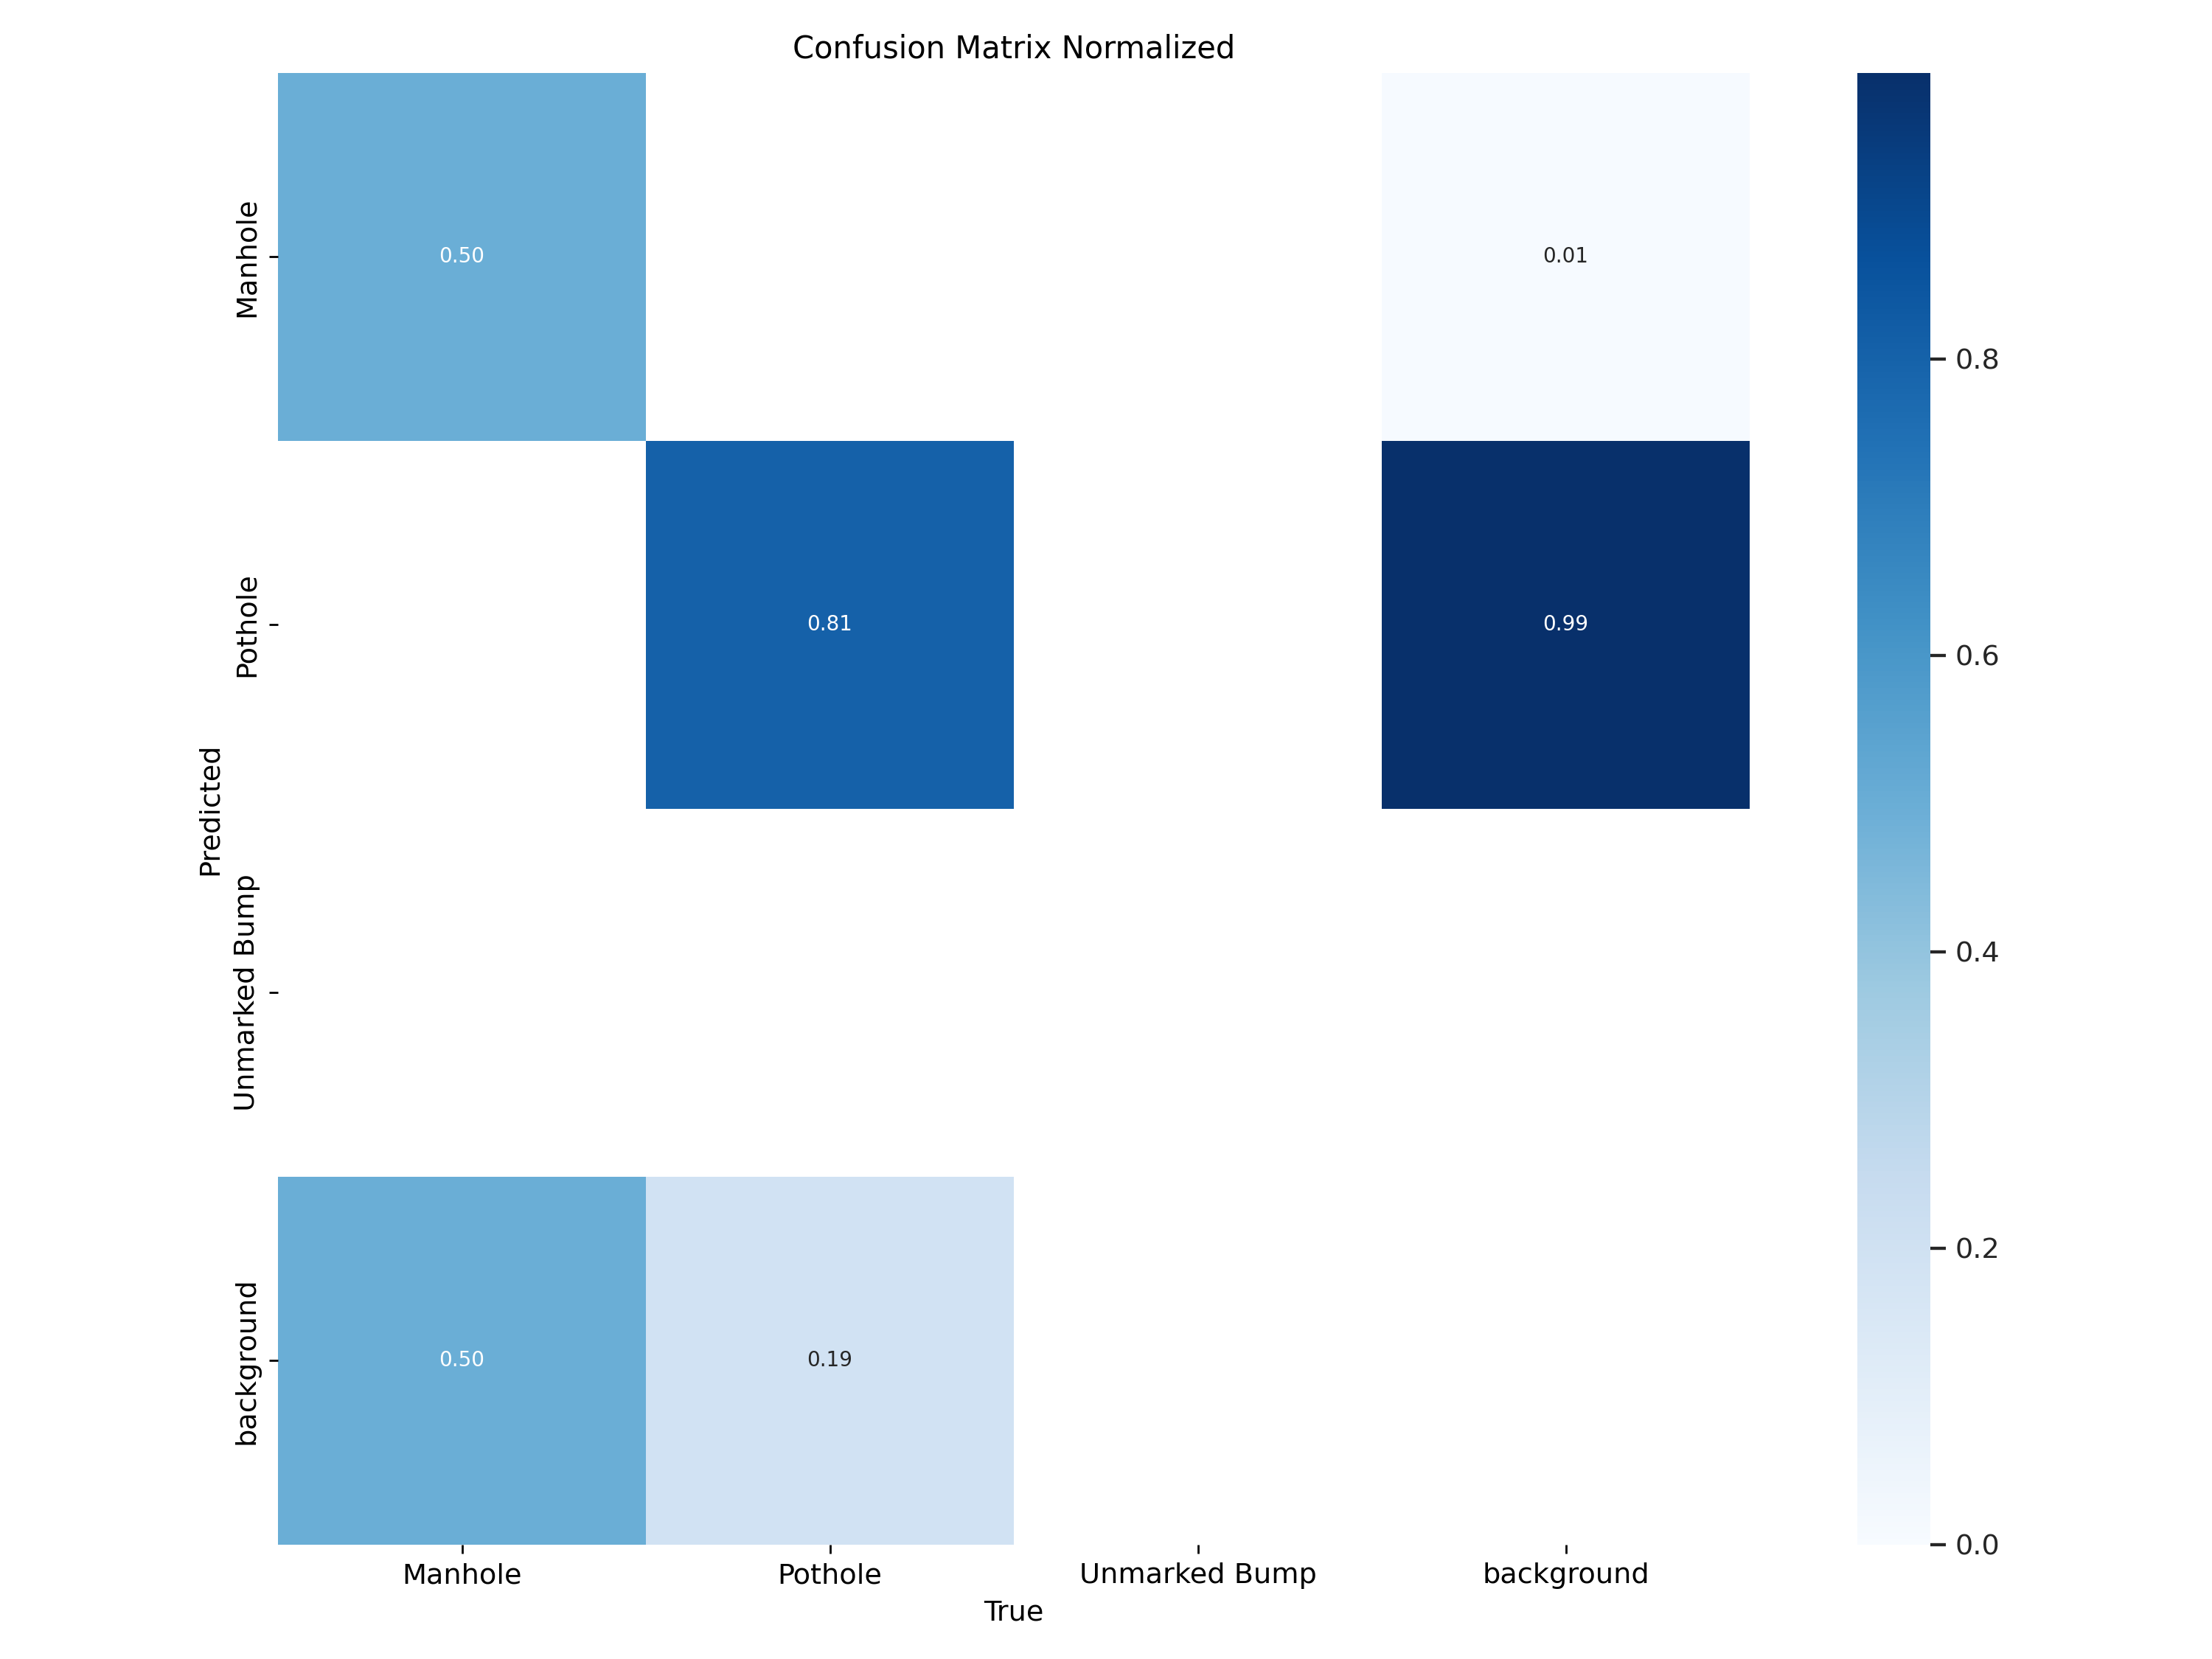 Confusion Matrix Normalized
Manhole
0.50
0.01
0.8
Pothole
0.81
0.99
0.6
Predicted
Unmarked Bump
0.4
background
0.50
0.19
0.2
0.0
Manhole
Pothole
Unmarked Bump
background
True